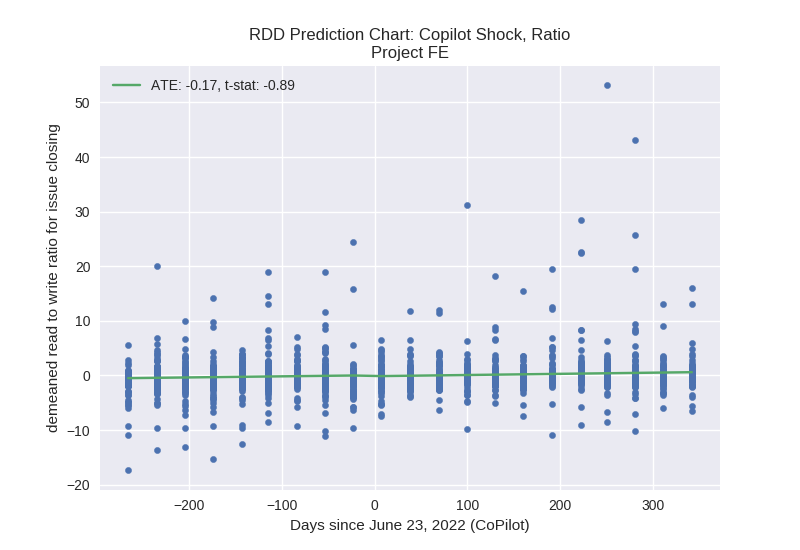 RDD Prediction Chart: Copilot Shock, Ratio
Project FE
ATE: -0.17, t-stat: -0.89
demeaned read to write ratio for issue closing
50
40
30
20
10
0
−10
−20
−200
−100
0
100
200
300
Days since June 23, 2022 (CoPilot)